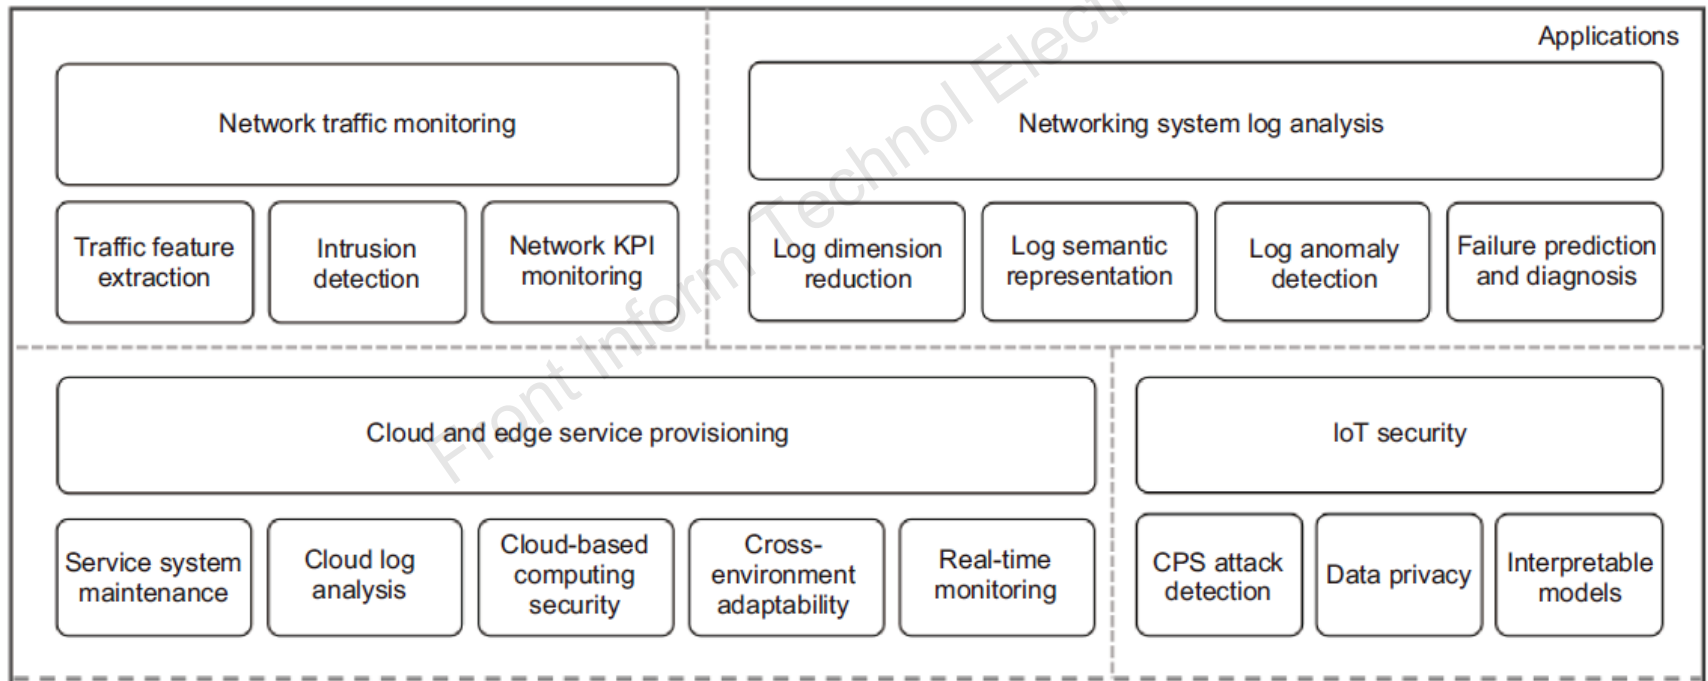 Applications
Network traffic monitoring
Traffic feature
extraction
Intrusion
detection
Network KPI
monitoring
Networking system log analysis
Log dimension
reduction
Log semantic
representation
Log anomaly
detection
Failure prediction
and diagnosis
Cloud and edge service provisioning
Service system
maintenance
Cloud log
analysis
Cloud-based
computing
security
Cross-
environment
adaptability
Real-time
monitoring
IoT security
CPS attack
detection
Data privacy
Interpretable
models
Front Inform Technol Electr